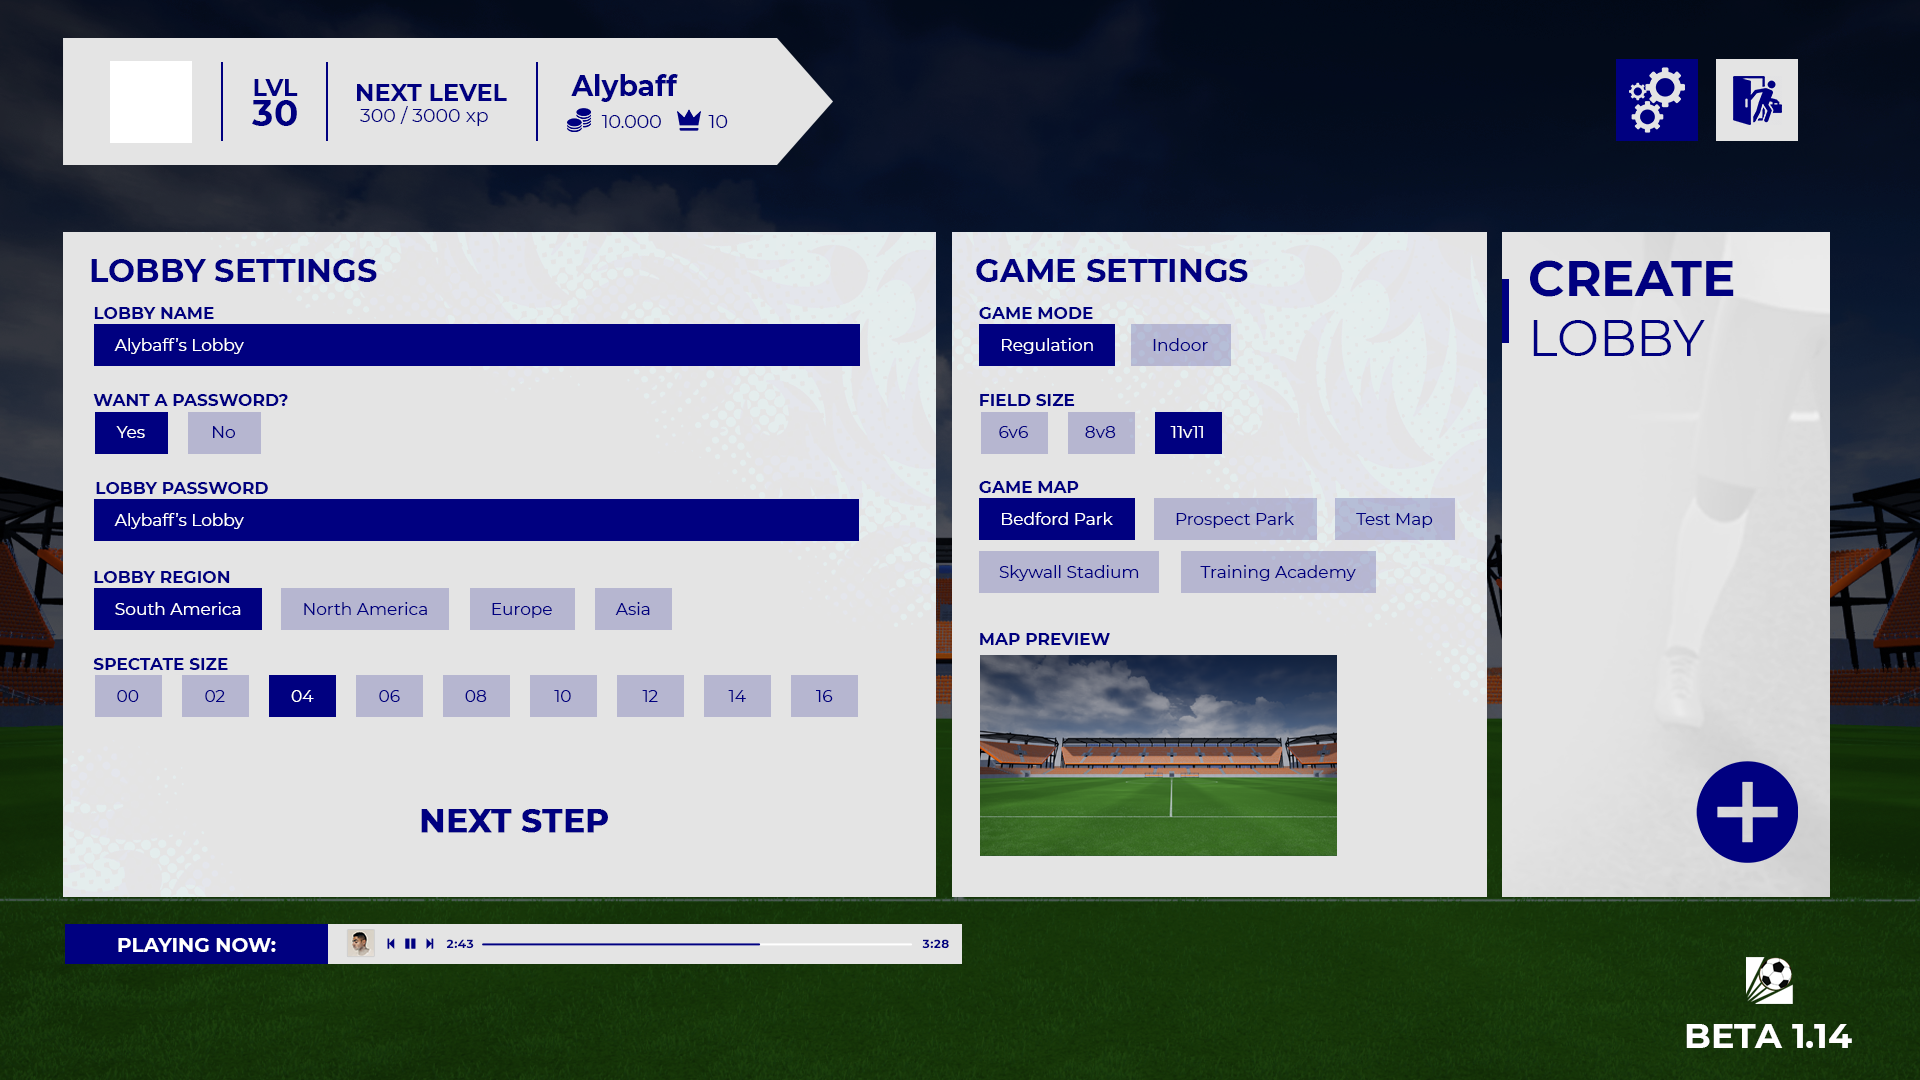 LVL
30
NEXT LEVEL
300 / 3000 xp
Alybaff
10.000 10
LOBBY SETTINGS
LOBBY NAME
Alybaff's Lobby
WANT A PASSWORD?
Yes No
LOBBY PASSWORD
Alybaff's Lobby
LOBBY REGION
South America North America Europe Asia
SPECTATE SIZE
00 02 04 06 08 10 12 14 16
NEXT STEP
GAME SETTINGS
GAME MODE
Regulation Indoor
FIELD SIZE
6v6 8v8 11v11
GAME MAP
Bedford Park Prospect Park Test Map
Skywall Stadium Training Academy
MAP PREVIEW
CREATE
LOBBY
PLAYING NOW: 2:43 3:28
BETA 1.14